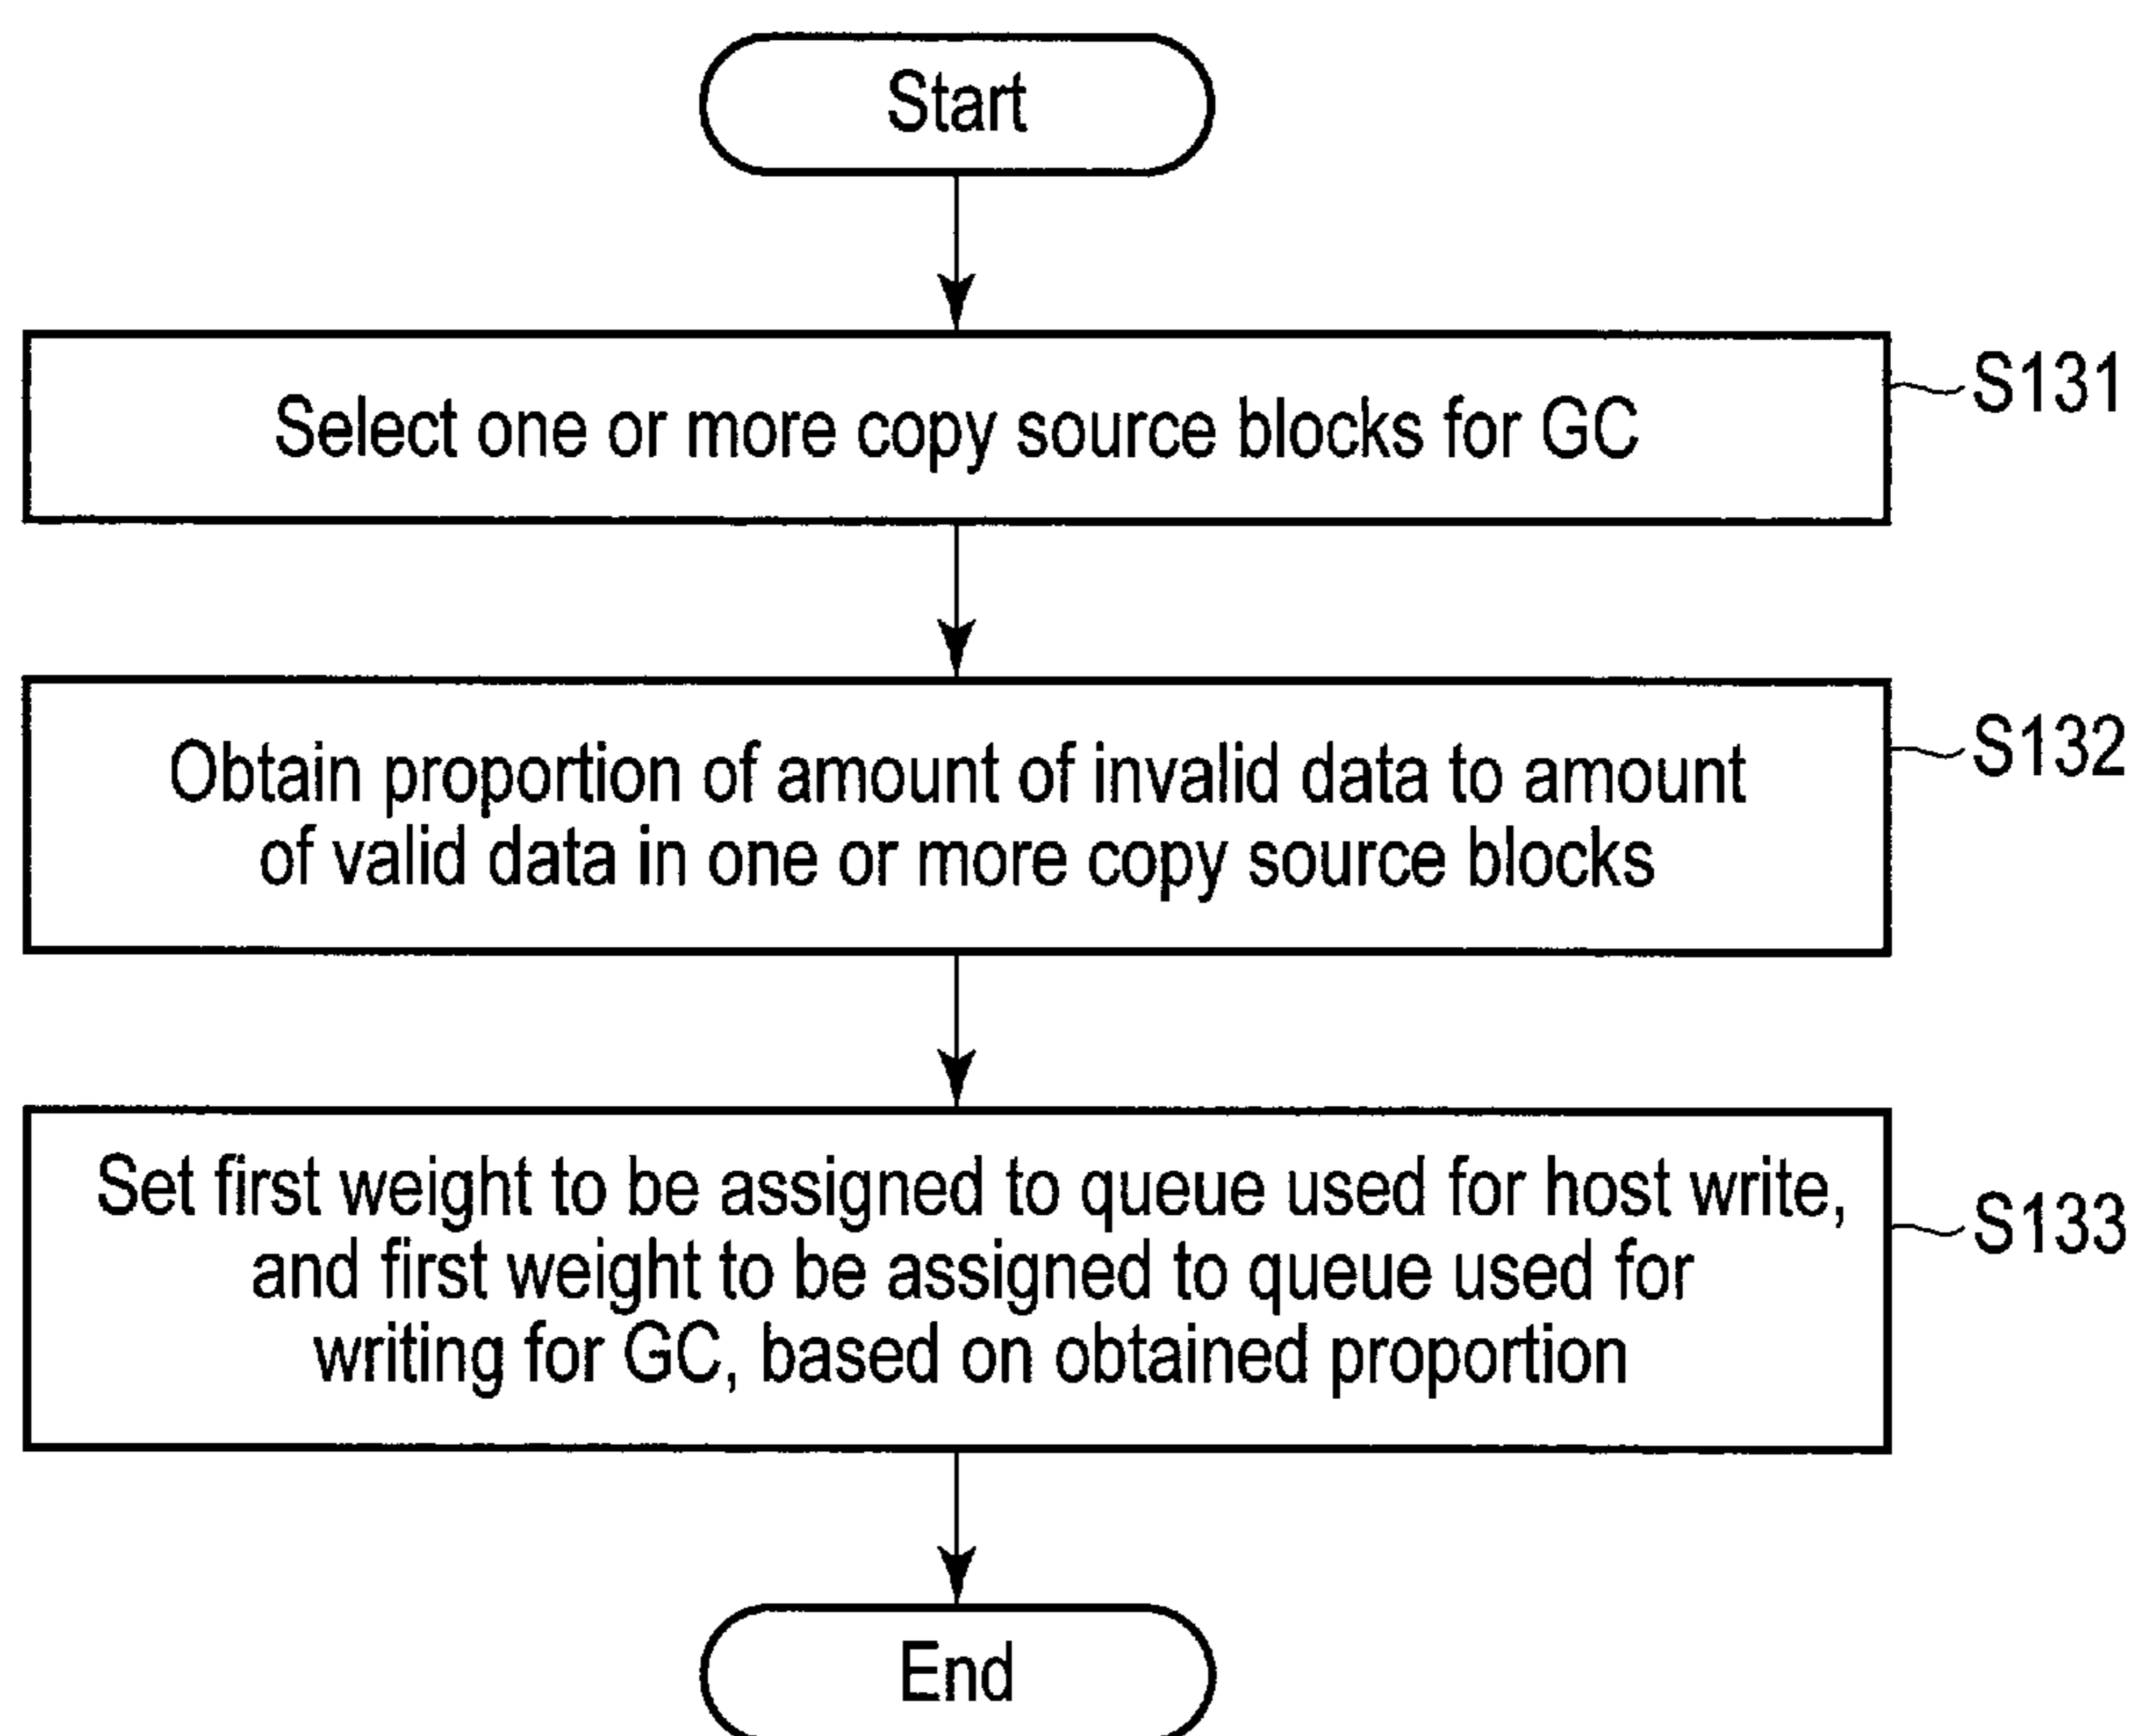 Start
Select one or more copy source blocks for GC
S131
Obtain proportion of amount of invalid data to amount
of valid data in one or more copy source blocks
S132
Set first weight to be assigned to queue used for host write,
and first weight to be assigned to queue used for
writing for GC, based on obtained proportion
S133
End